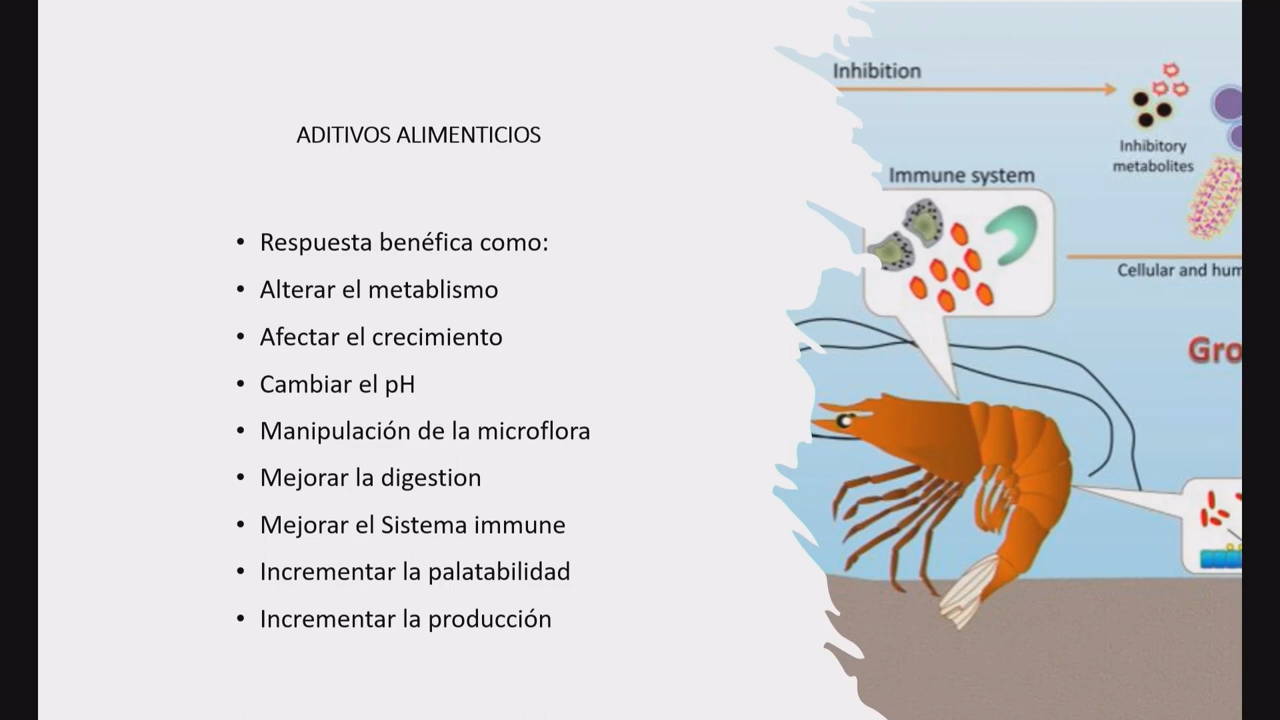 ADITIVOS ALIMENTICIOS
• Respuesta benéfica como:
• Alterar el metablismo
• Afectar el crecimiento
• Cambiar el pH
• Manipulación de la microflora
• Mejorar la digestion
• Mejorar el Sistema immune
• Incrementar la palatabilidad
• Incrementar la producción
Inhibition
Inhibitory
metabolites
Immune system
Cellular and hum
Gro